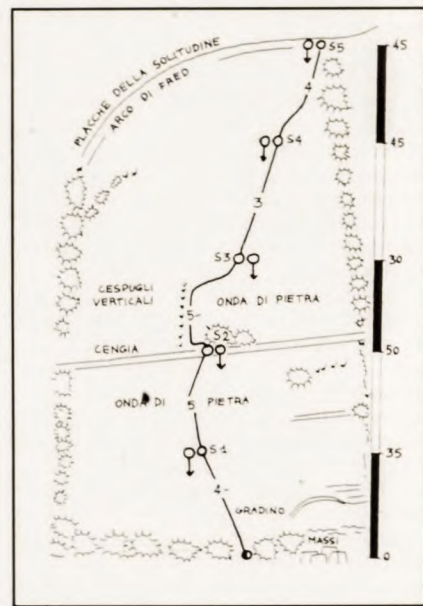 PLACCHE DELLA SOLITUDINE
ARCO DI FRED
S5
45
4
S4
45
3
S3
30
CESPUGLI
VERTICALI
ONDA DI PIETRA
5-
S2
CENGIA
50
ONDA DI
PIETRA
5
S1
35
4-
GRADINO
MASSI
0